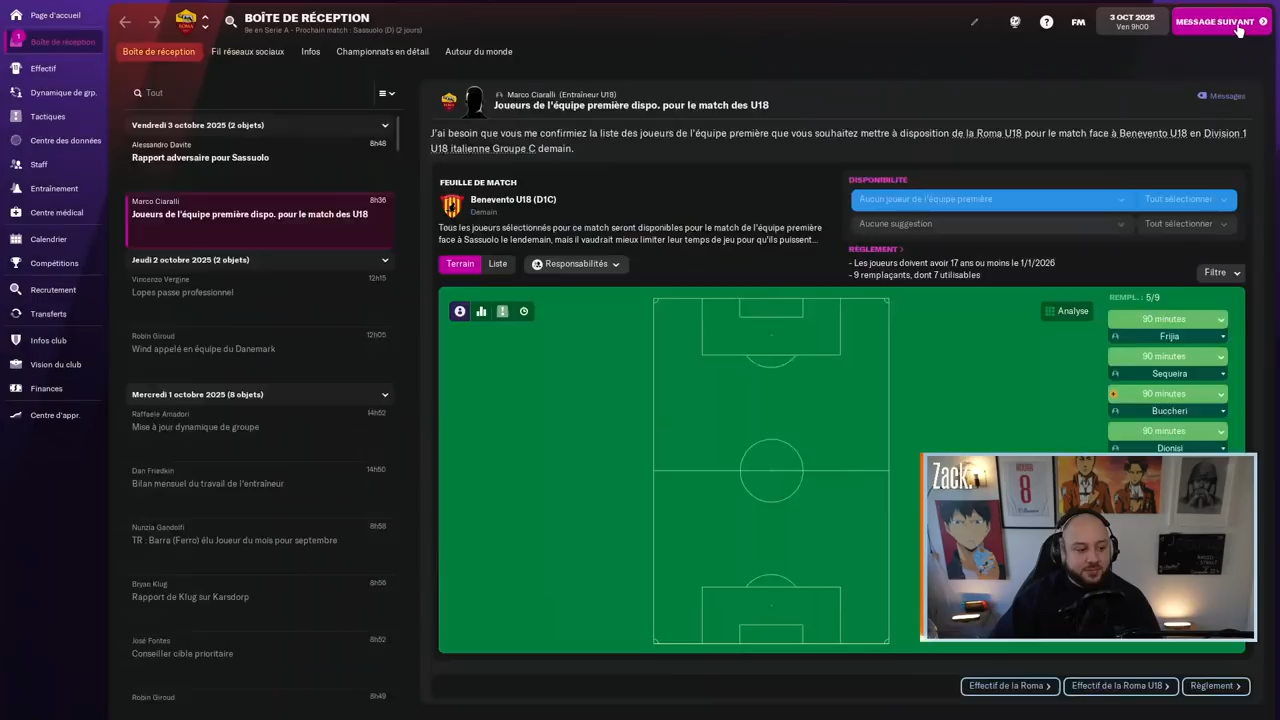 Page d'accueil
1
Boîte de réception
Effectif
Dynamique de grp.
Tactiques
Centre des données
Staff
Entraînement
Centre médical
Calendrier
Compétitions
Recrutement
Transferts
Infos club
Vision du club
Finances
Centre d'appr.
BOÎTE DE RÉCEPTION
9e en Serie A - Prochain match : Sassuolo (D) (2 jours)
FM
3 OCT 2025
Ven 9h00
MESSAGE SUIVANT
Boîte de réception
Fil réseaux sociaux
Infos
Championnats en détail
Autour du monde
Tout
Vendredi 3 octobre 2025 (2 objets)
Alessandro Davite
8h48
Rapport adversaire pour Sassuolo
Marco Ciaralli
8h36
Joueurs de l'équipe première dispo. pour le match des U18
Jeudi 2 octobre 2025 (2 objets)
Vincenzo Vergine
12h15
Lopes passe professionnel
Robin Giroud
12h05
Wind appelé en équipe du Danemark
Mercredi 1 octobre 2025 (8 objets)
Raffaele Amadori
14h52
Mise à jour dynamique de groupe
Dan Friedkin
14h50
Bilan mensuel du travail de l'entraîneur
Nunzia Gandolfi
8h58
TR : Barra (Ferro) élu Joueur du mois pour septembre
Bryan Klug
8h56
Rapport de Klug sur Karsdorp
José Fontes
8h52
Conseiller cible prioritaire
Robin Giroud
8h49
Marco Ciaralli (Entraîneur U18)
Joueurs de l'équipe première dispo. pour le match des U18
Messages
J'ai besoin que vous me confirmiez la liste des joueurs de l'équipe première que vous souhaitez mettre à disposition de la Roma U18 pour le match face à Benevento U18 en Division 1
U18 italienne Groupe C demain.
FEUILLE DE MATCH
Benevento U18 (D1C)
Demain
Tous les joueurs sélectionnés pour ce match seront disponibles pour le match de l'équipe première
face à Sassuolo le lendemain, mais il vaudrait mieux limiter leur temps de jeu pour qu'ils puissent...
Terrain
Liste
Responsabilités
DISPONIBILITÉ
Aucun joueur de l'équipe première
Tout sélectionner
Aucune suggestion
Tout sélectionner
RÈGLEMENT >
- Les joueurs doivent avoir 17 ans ou moins le 1/1/2026
- 9 remplaçants, dont 7 utilisables
Filtre
Analyse
REMPL. : 5/9
90 minutes
Frijia
90 minutes
Sequeira
90 minutes
Buccheri
90 minutes
Dionisi
Zack.
8
Effectif de la Roma >
Effectif de la Roma U18 >
Règlement >